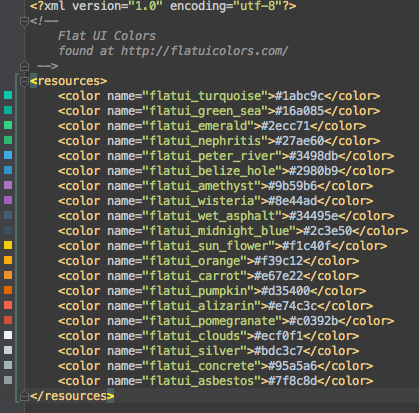 <?xml version="1.0" encoding="utf-8"?>
<!--
    Flat UI Colors
    found at http://flatuicolors.com/
 -->
<resources>
    <color name="flatui_turquoise">#1abc9c</color>
    <color name="flatui_green_sea">#16a085</color>
    <color name="flatui_emerald">#2ecc71</color>
    <color name="flatui_nephritis">#27ae60</color>
    <color name="flatui_peter_river">#3498db</color>
    <color name="flatui_belize_hole">#2980b9</color>
    <color name="flatui_amethyst">#9b59b6</color>
    <color name="flatui_wisteria">#8e44ad</color>
    <color name="flatui_wet_asphalt">#34495e</color>
    <color name="flatui_midnight_blue">#2c3e50</color>
    <color name="flatui_sun_flower">#f1c40f</color>
    <color name="flatui_orange">#f39c12</color>
    <color name="flatui_carrot">#e67e22</color>
    <color name="flatui_pumpkin">#d35400</color>
    <color name="flatui_alizarin">#e74c3c</color>
    <color name="flatui_pomegranate">#c0392b</color>
    <color name="flatui_clouds">#ecf0f1</color>
    <color name="flatui_silver">#bdc3c7</color>
    <color name="flatui_concrete">#95a5a6</color>
    <color name="flatui_asbestos">#7f8c8d</color>
</resources>